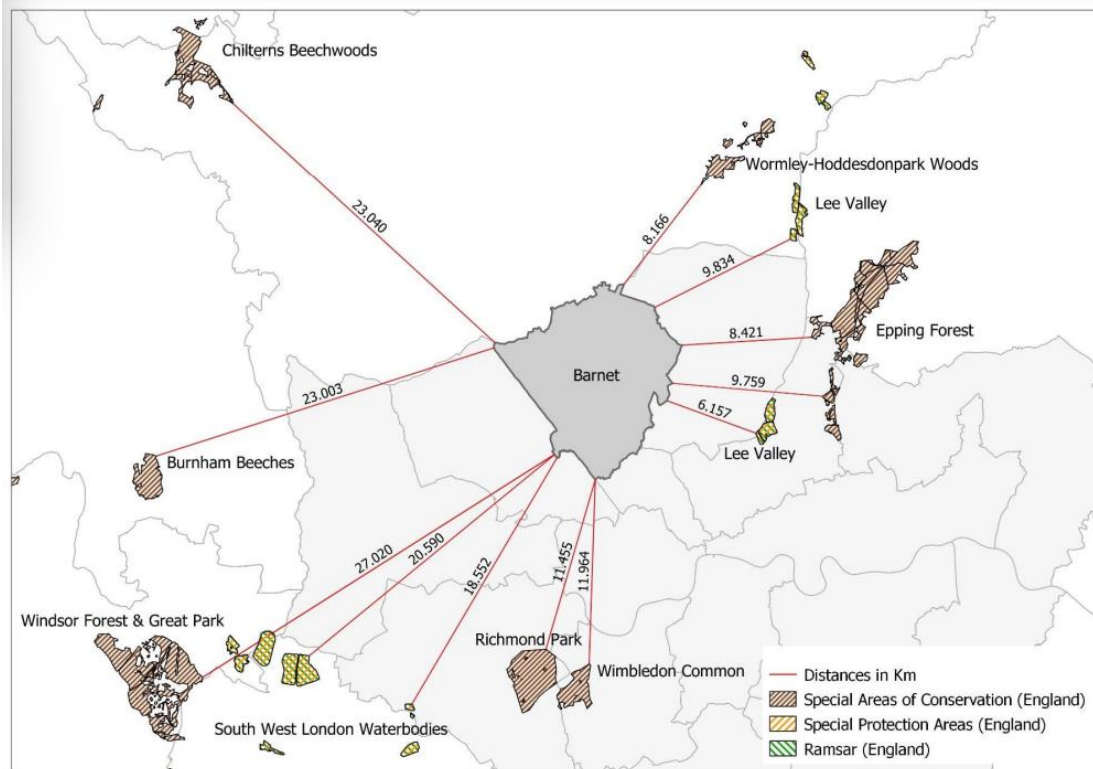 Chilterns Beechwoods
Wormley-Hoddesdonpark Woods
Lee Valley
23.040
8.166
9.834
Epping Forest
8.421
Barnet
9.759
23.003
6.157
Lee Valley
Burnham Beeches
27.020
20.590
18.552
11.455
11.964
Windsor Forest & Great Park
Richmond Park
Wimbledon Common
South West London Waterbodies
Distances in Km
Special Areas of Conservation (England)
Special Protection Areas (England)
Ramsar (England)